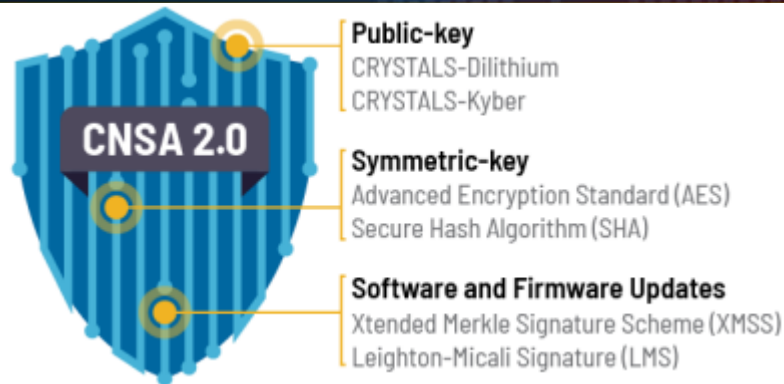 CNSA 2.0
Public-key
CRYSTALS-Dilithium
CRYSTALS-Kyber
Symmetric-key
Advanced Encryption Standard (AES)
Secure Hash Algorithm (SHA)
Software and Firmware Updates
Xtended Merkle Signature Scheme (XMSS)
Leighton-Micali Signature (LMS)